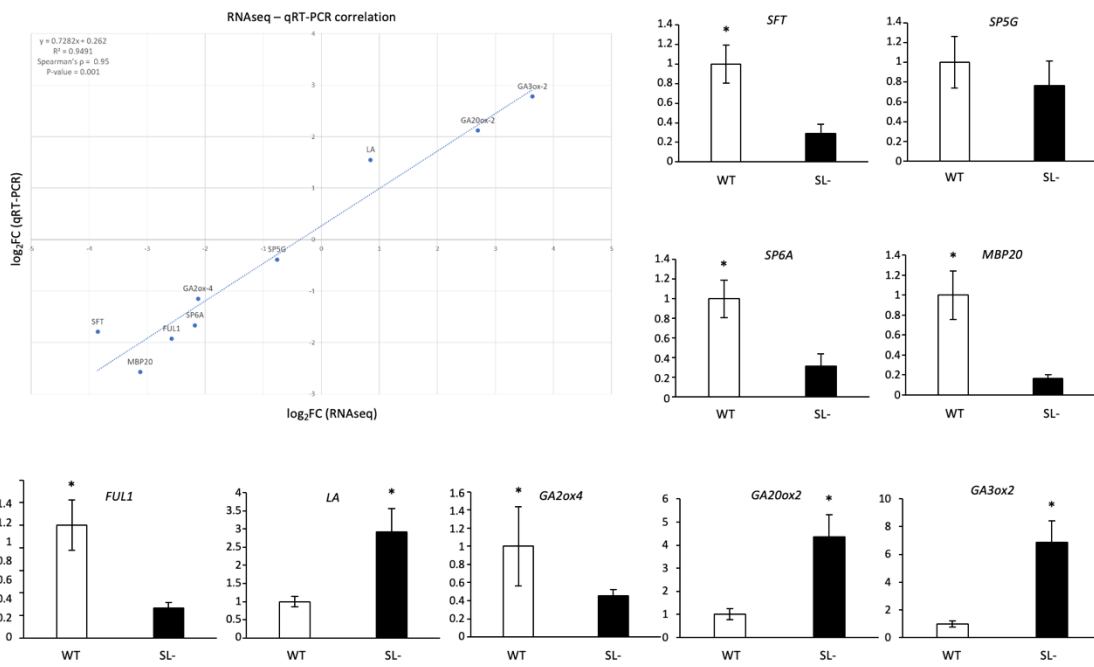 RNAseq – qRT-PCR correlation
y = 0.7282x + 0.262
R² = 0.9491
Spearman's ρ = 0.95
P-value = 0.001
4
3
2
1
0
-1
-2
-3
-5
-4
-3
-2
-1
0
1
2
3
4
5
GA3ox-2
GA20ox-2
LA
SP5G
GA2ox-4
SP6A
SFT
FUL1
MBP20
log₂FC (qRT-PCR)
log₂FC (RNAseq)
SFT
1.4
1.2
1
0.8
0.6
0.4
0.2
0
*
WT
SL-
SP5G
1.4
1.2
1
0.8
0.6
0.4
0.2
0
WT
SL-
SP6A
1.4
1.2
1
0.8
0.6
0.4
0.2
0
*
WT
SL-
MBP20
1.4
1.2
1
0.8
0.6
0.4
0.2
0
*
WT
SL-
FUL1
1.4
1.2
1
0.8
0.6
0.4
0.2
0
*
WT
SL-
LA
4
3.5
3
2.5
2
1.5
1
0.5
0
*
WT
SL-
GA2ox4
1.6
1.4
1.2
1
0.8
0.6
0.4
0.2
0
*
WT
SL-
GA20ox2
6
5
4
3
2
1
0
*
WT
SL-
GA3ox2
10
8
6
4
2
0
*
WT
SL-